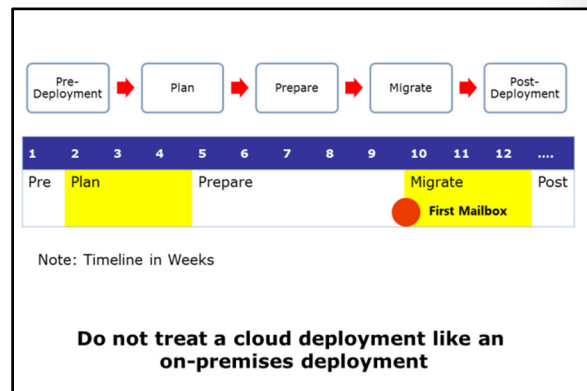 Pre-
Deployment
Plan
Prepare
Migrate
Post-
Deployment
1 2 3 4 5 6 7 8 9 10 11 12 ....
Pre Plan Prepare Migrate Post
First Mailbox
Note: Timeline in Weeks
Do not treat a cloud deployment like an
on-premises deployment